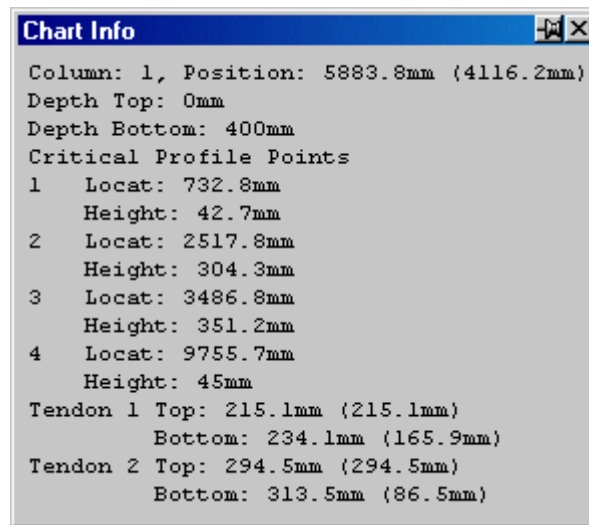 Chart Info
Column: 1, Position: 5883.8mm (4116.2mm)
Depth Top: 0mm
Depth Bottom: 400mm
Critical Profile Points
1 Locat: 732.8mm
Height: 42.7mm
2 Locat: 2517.8mm
Height: 304.3mm
3 Locat: 3486.8mm
Height: 351.2mm
4 Locat: 9755.7mm
Height: 45mm
Tendon 1 Top: 215.1mm (215.1mm)
Bottom: 234.1mm (165.9mm)
Tendon 2 Top: 294.5mm (294.5mm)
Bottom: 313.5mm (86.5mm)